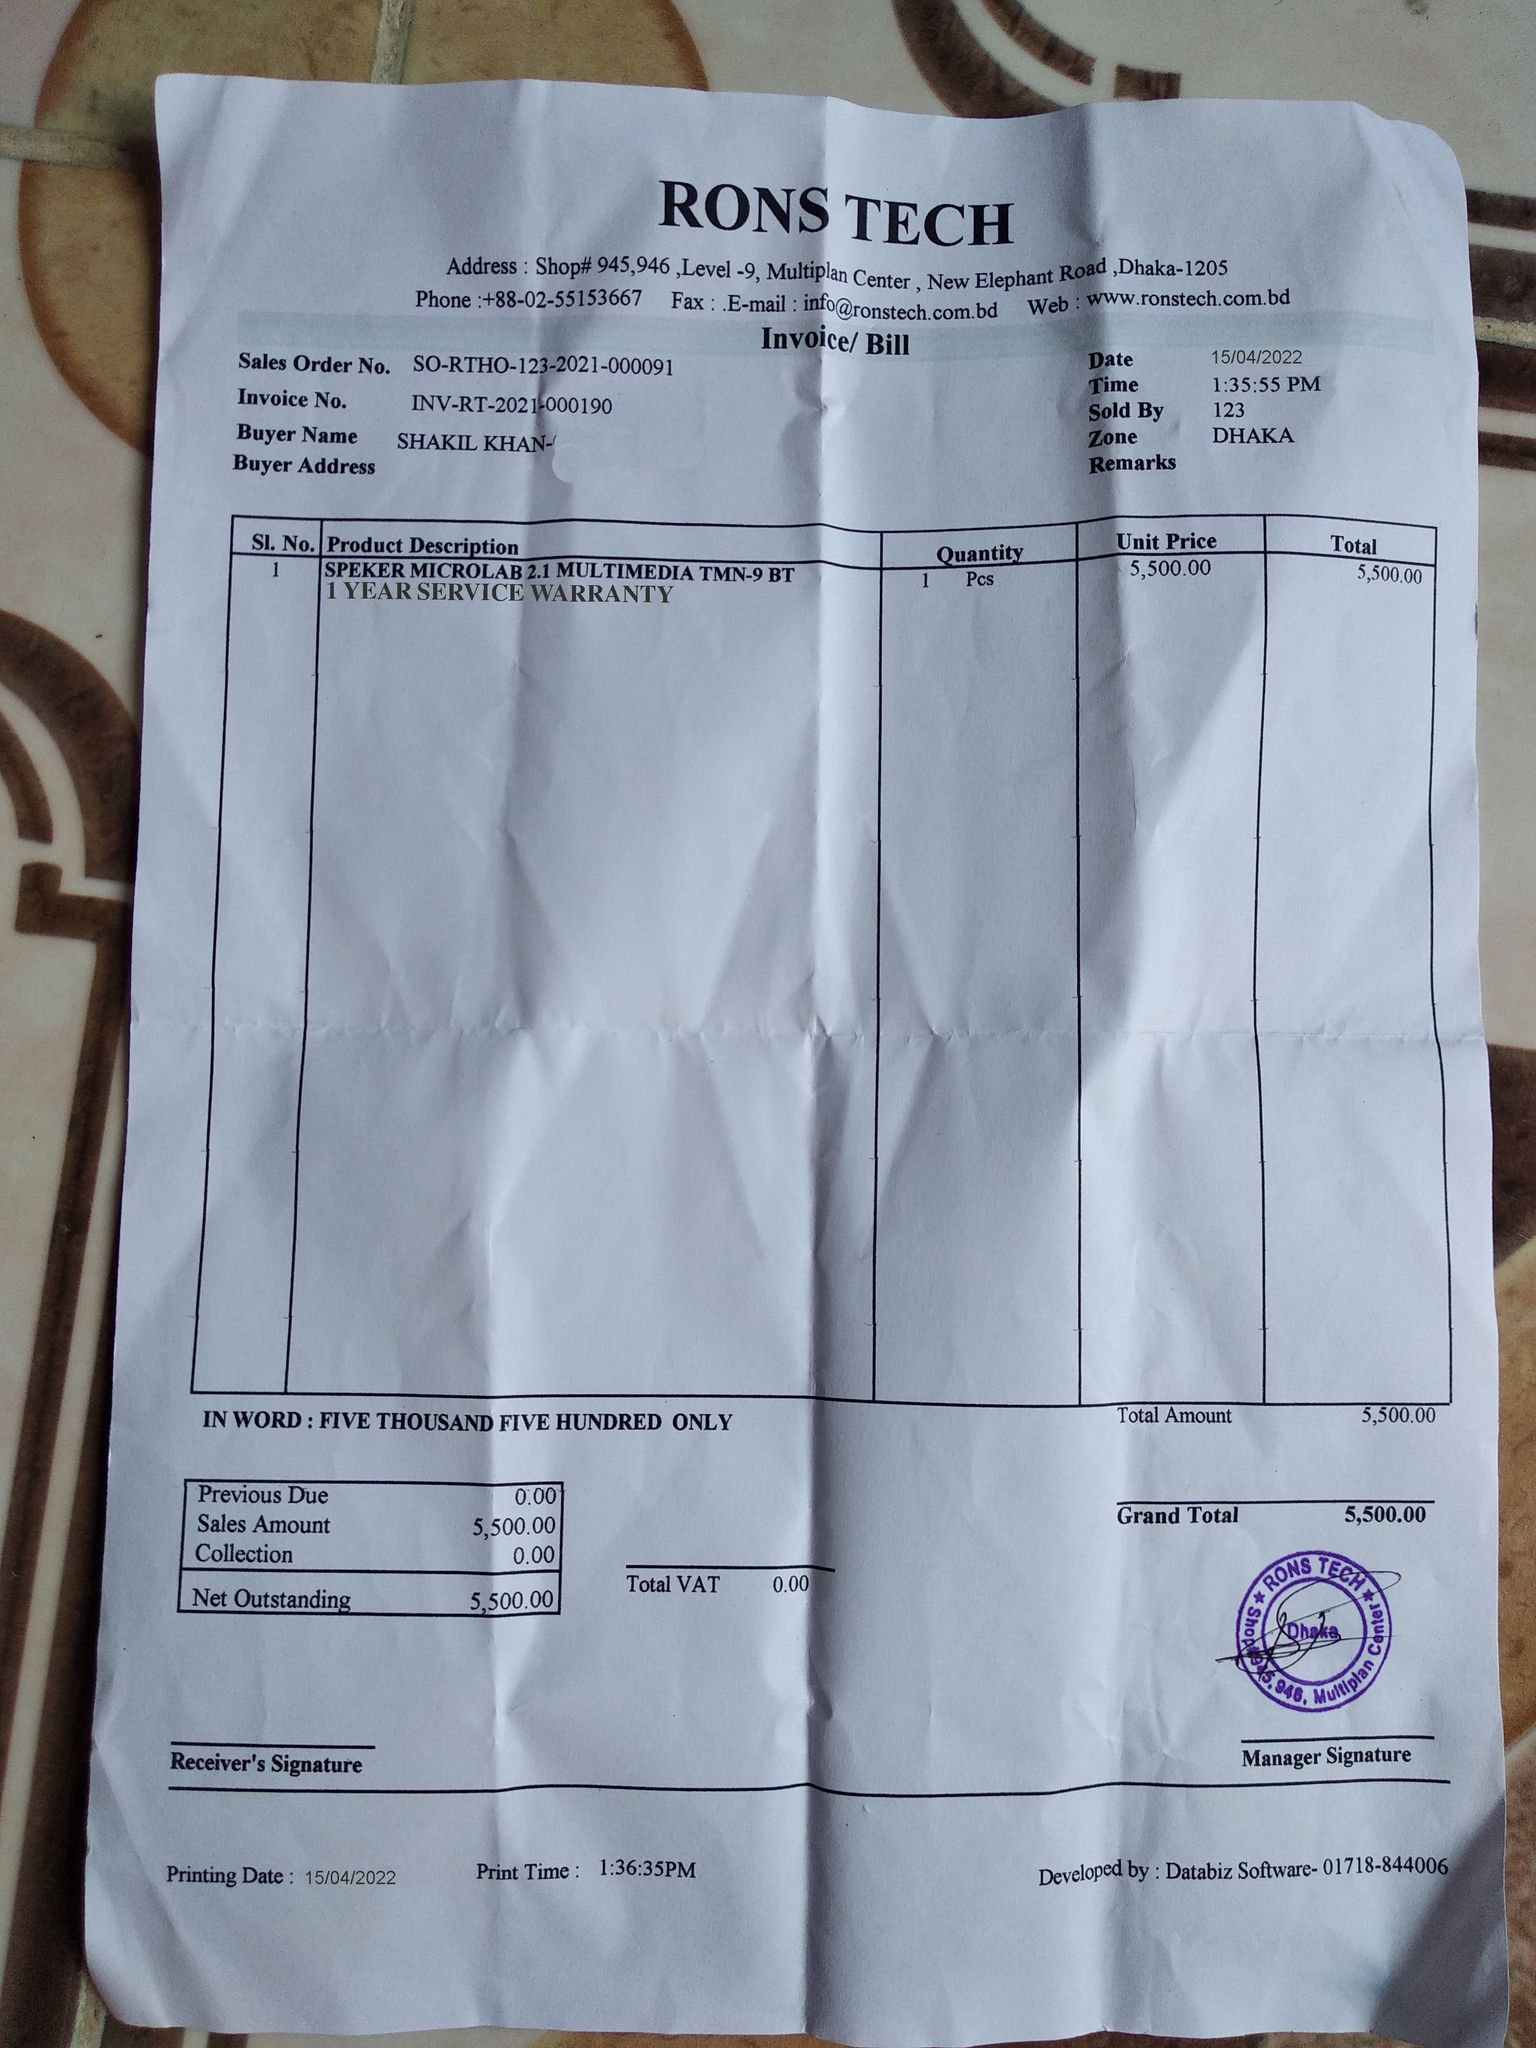 RONS TECH
Address : Shop# 945,946 ,Level -9, Multiplan Center , New Elephant Road ,Dhaka-1205
Phone :+88-02-55153667 Fax : .E-mail : info@ronstech.com.bd Web : www.ronstech.com.bd
Invoice/ Bill
Sales Order No. SO-RTHO-123-2021-000091
Invoice No. INV-RT-2021-000190
Buyer Name SHAKIL KHAN-
Buyer Address
Date 15/04/2022
Time 1:35:55 PM
Sold By 123
Zone DHAKA
Remarks
Sl. No. Product Description Quantity Unit Price Total
1 SPEKER MICROLAB 2.1 MULTIMEDIA TMN-9 BT 1 Pcs 5,500.00 5,500.00
1 YEAR SERVICE WARRANTY
IN WORD : FIVE THOUSAND FIVE HUNDRED ONLY
Total Amount 5,500.00
Previous Due 0.00
Sales Amount 5,500.00
Collection 0.00
Net Outstanding 5,500.00
Total VAT 0.00
Grand Total 5,500.00
RONS TECH
Dhaka
Shop# 945, 946, Multiplan Center
Receiver's Signature
Manager Signature
Printing Date : 15/04/2022 Print Time : 1:36:35PM Developed by : Databiz Software- 01718-844006